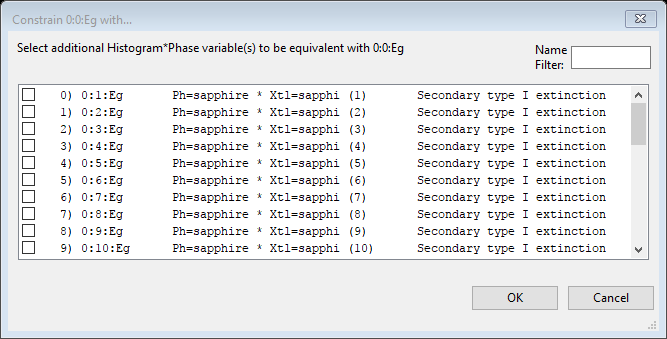 Constrain 0:0:Eg with...
Select additional Histogram*Phase variable(s) to be equivalent with 0:0:Eg
Name
Filter:
0) 0:1:Eg Ph=sapphire * Xtl=sapphi (1) Secondary type I extinction
1) 0:2:Eg Ph=sapphire * Xtl=sapphi (2) Secondary type I extinction
2) 0:3:Eg Ph=sapphire * Xtl=sapphi (3) Secondary type I extinction
3) 0:4:Eg Ph=sapphire * Xtl=sapphi (4) Secondary type I extinction
4) 0:5:Eg Ph=sapphire * Xtl=sapphi (5) Secondary type I extinction
5) 0:6:Eg Ph=sapphire * Xtl=sapphi (6) Secondary type I extinction
6) 0:7:Eg Ph=sapphire * Xtl=sapphi (7) Secondary type I extinction
7) 0:8:Eg Ph=sapphire * Xtl=sapphi (8) Secondary type I extinction
8) 0:9:Eg Ph=sapphire * Xtl=sapphi (9) Secondary type I extinction
9) 0:10:Eg Ph=sapphire * Xtl=sapphi (10) Secondary type I extinction
OK Cancel